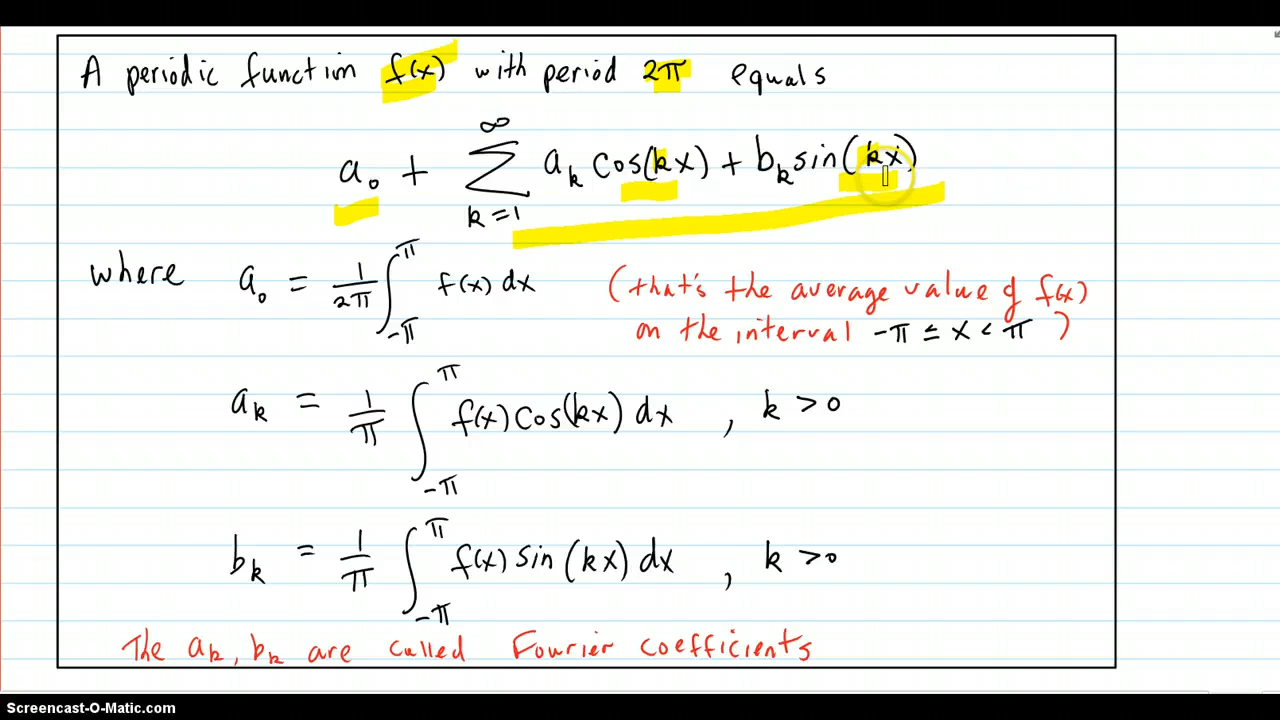 A periodic function f(x) with period 2π equals
a₀ + ∑_{k=1}^{∞} a_k cos(kx) + b_k sin(kx)
where a₀ = 1/2π ∫_{-π}^{π} f(x) dx (that's the average value of f(x)
on the interval -π ≤ x < π)
a_k = 1/π ∫_{-π}^{π} f(x) cos(kx) dx , k > 0
b_k = 1/π ∫_{-π}^{π} f(x) sin(kx) dx , k > 0
The a_k, b_k are called Fourier coefficients
Screencast-O-Matic.com